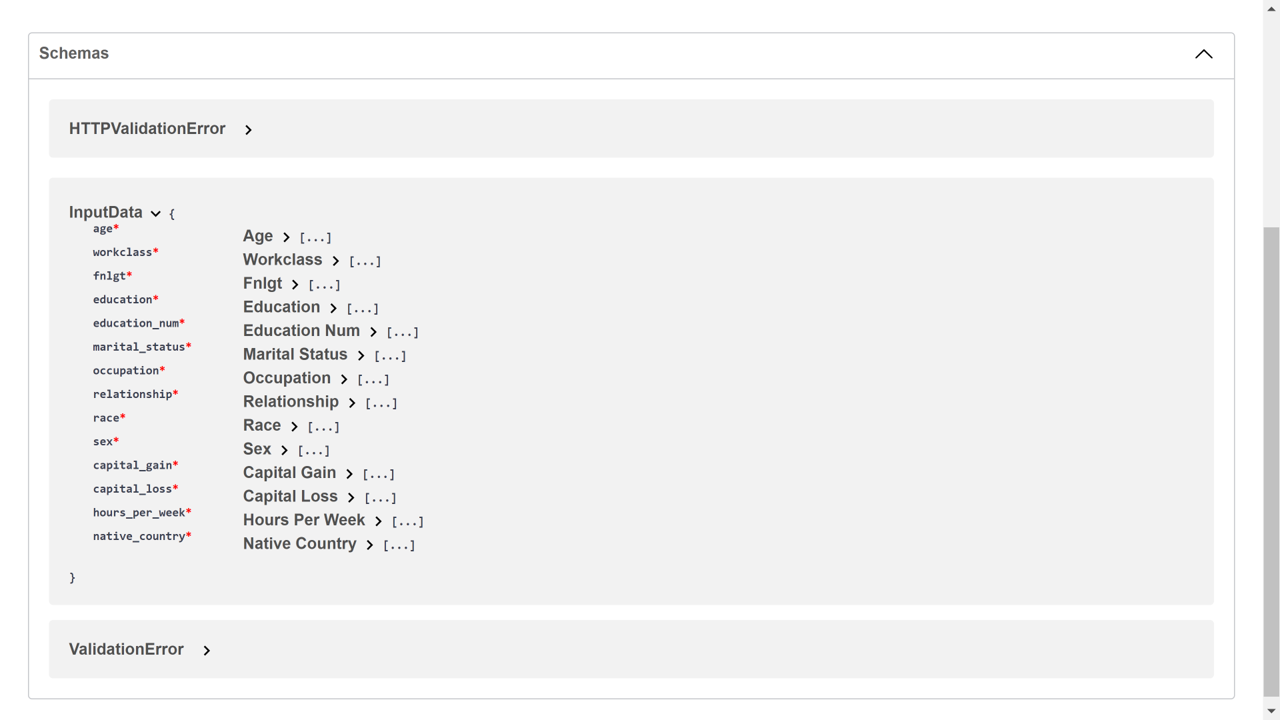 Schemas
HTTPValidationError
InputData {
age* Age [...]
workclass* Workclass [...]
fnlgt* Fnlgt [...]
education* Education [...]
education_num* Education Num [...]
marital_status* Marital Status [...]
occupation* Occupation [...]
relationship* Relationship [...]
race* Race [...]
sex* Sex [...]
capital_gain* Capital Gain [...]
capital_loss* Capital Loss [...]
hours_per_week* Hours Per Week [...]
native_country* Native Country [...]
}
ValidationError